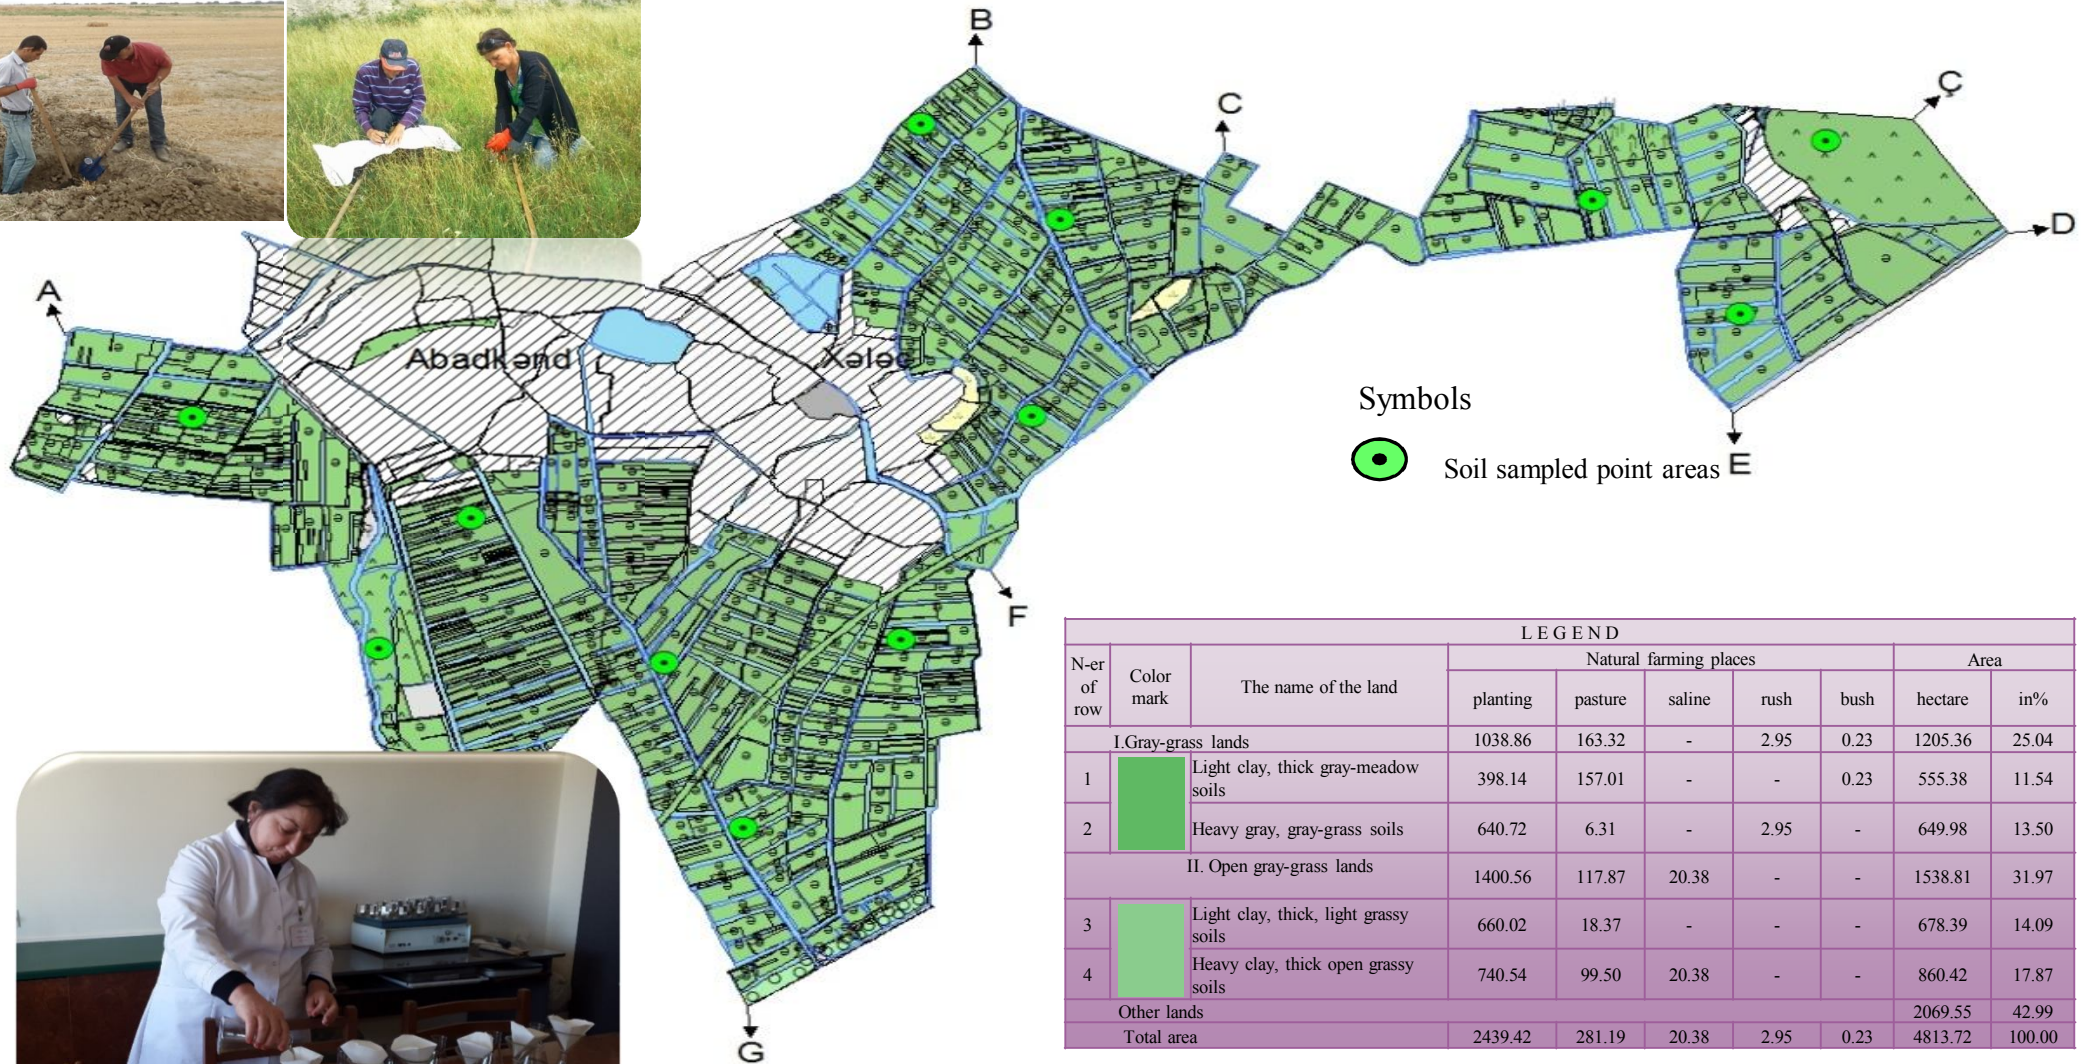 B
C
Ç
D
A
Abadkənd
Xələc
Symbols
Soil sampled point areas
E
F
G
LEGEND
N-er of row
Color mark
The name of the land
Natural farming places
Area
planting pasture saline rush bush hectare in%
I.Gray-grass lands 1038.86 163.32 - 2.95 0.23 1205.36 25.04
1 Light clay, thick gray-meadow soils 398.14 157.01 - - 0.23 555.38 11.54
2 Heavy gray, gray-grass soils 640.72 6.31 - 2.95 - 649.98 13.50
II. Open gray-grass lands 1400.56 117.87 20.38 - - 1538.81 31.97
3 Light clay, thick, light grassy soils 660.02 18.37 - - - 678.39 14.09
4 Heavy clay, thick open grassy soils 740.54 99.50 20.38 - - 860.42 17.87
Other lands 2069.55 42.99
Total area 2439.42 281.19 20.38 2.95 0.23 4813.72 100.00